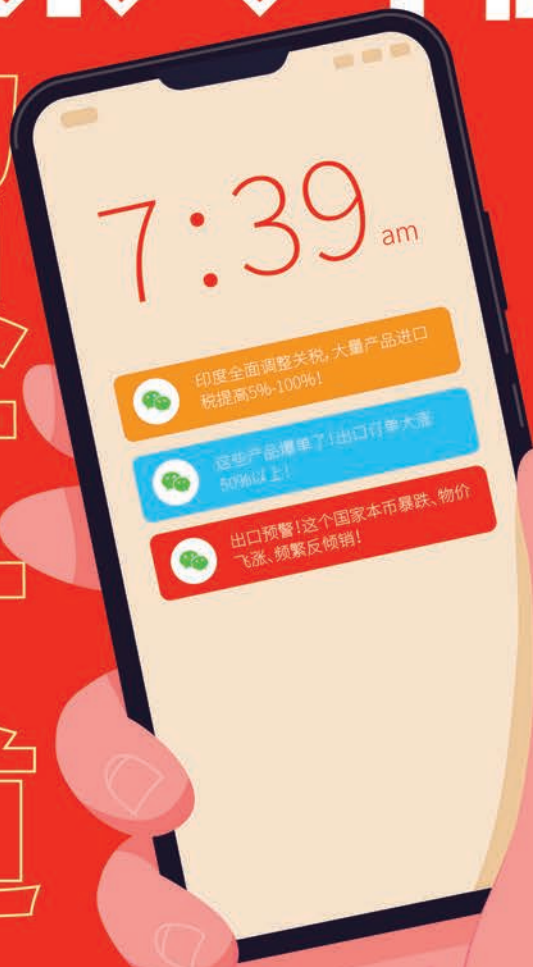 7:39 am
印度全面调整关税,大量产品进口
税提高5%-100%!
这些产品爆单了!出口订单大涨
50%以上!
出口预警!这个国家本币暴跌、物价
飞涨、频繁反倾销!